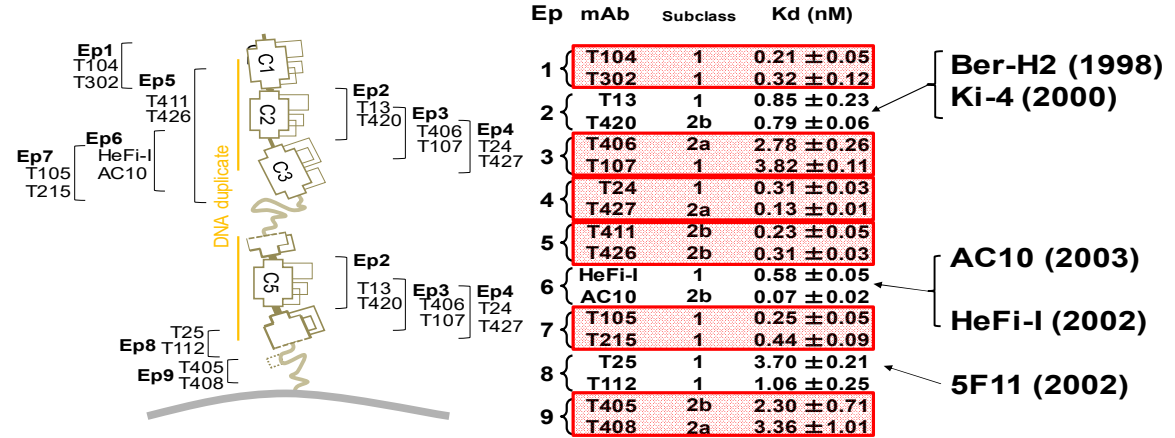 Ep1
T104
T302
Ep5
T411
T426
Ep6
HeFi-I
AC10
Ep7
T105
T215
DNA duplicate
C1
C2
C3
C5
Ep2
T13
T420
Ep3
T406
T107
Ep4
T24
T427
Ep2
T13
T420
Ep3
T406
T107
Ep4
T24
T427
Ep8
T25
T112
Ep9
T405
T408
Ep mAb Subclass Kd (nM)
1
T104 1 0.21 ±0.05
T302 1 0.32 ±0.12
2
T13 1 0.85 ±0.23
T420 2b 0.79 ±0.06
3
T406 2a 2.78 ±0.26
T107 1 3.82 ±0.11
4
T24 1 0.31 ±0.03
T427 2a 0.13 ±0.01
5
T411 2b 0.23 ±0.05
T426 2b 0.31 ±0.03
6
HeFi-I 1 0.58 ±0.05
AC10 2b 0.07 ±0.02
7
T105 1 0.25 ±0.05
T215 1 0.44 ±0.09
8
T25 1 3.70 ±0.21
T112 1 1.06 ±0.25
9
T405 2b 2.30 ±0.71
T408 2a 3.36 ±1.01
Ber-H2 (1998)
Ki-4 (2000)
AC10 (2003)
HeFi-I (2002)
5F11 (2002)